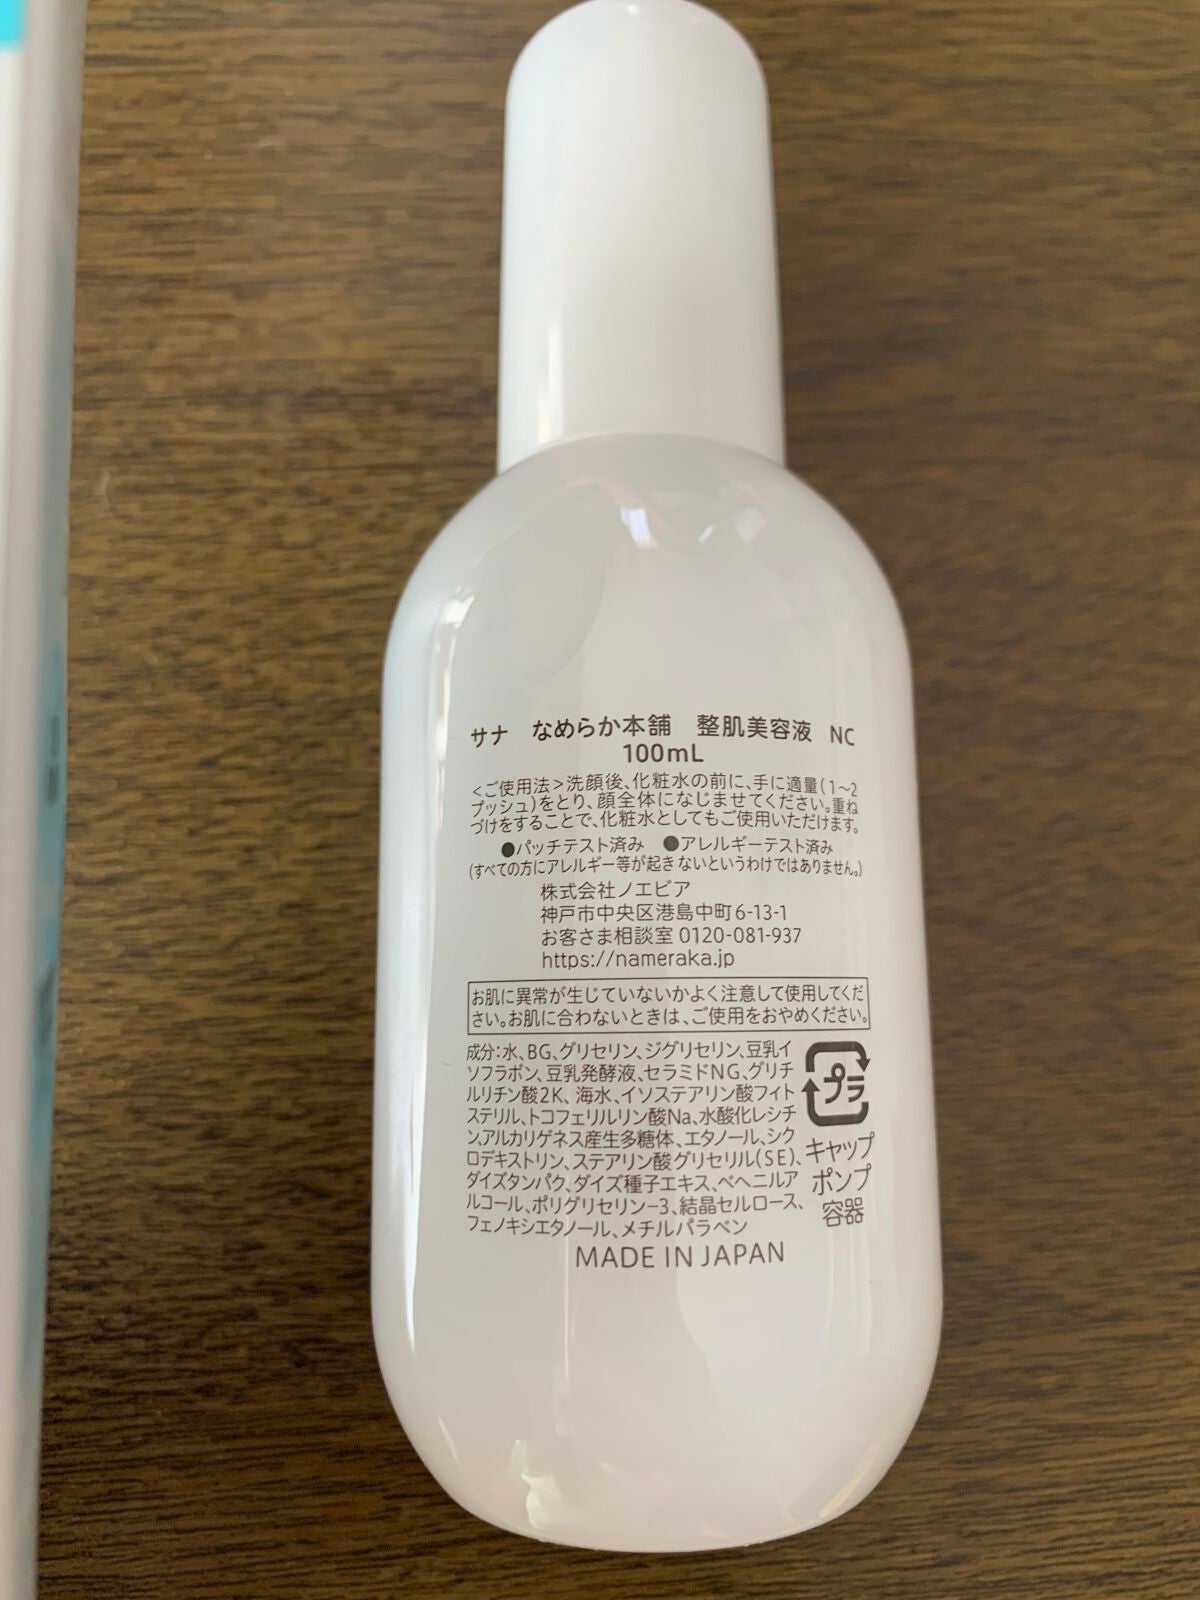 サナ なめらか本舗 整肌美容液 NC
100mL
<ご使用法>洗顔後、化粧水の前に、手に適量(1〜2
プッシュ)をとり、顔全体になじませてください。重ね
づけをすることで、化粧水としてもご使用いただけます。
●パッチテスト済み ●アレルギーテスト済み
(すべての方にアレルギー等が起きないというわけではありません。)
株式会社ノエビア
神戸市中央区港島中町6-13-1
お客さま相談室 0120-081-937
https://nameraka.jp
お肌に異常が生じていないかよく注意して使用してくだ
さい。お肌に合わないときは、ご使用をおやめください。
成分:水、BG、グリセリン、ジグリセリン、豆乳イ
ソフラボン、豆乳発酵液、セラミドNG、グリチ
ルリチン酸2K、海水、イソステアリン酸フィト
ステリル、トコフェリルリン酸Na、水酸化レシチ
ン、アルカリゲネス産生多糖体、エタノール、シク
ロデキストリン、ステアリン酸グリセリル(SE)、
ダイズタンパク、ダイズ種子エキス、ベヘニルア
ルコール、ポリグリセリン-3、結晶セルロース、
フェノキシエタノール、メチルパラベン
プラ
キャップ
ポンプ
容器
MADE IN JAPAN